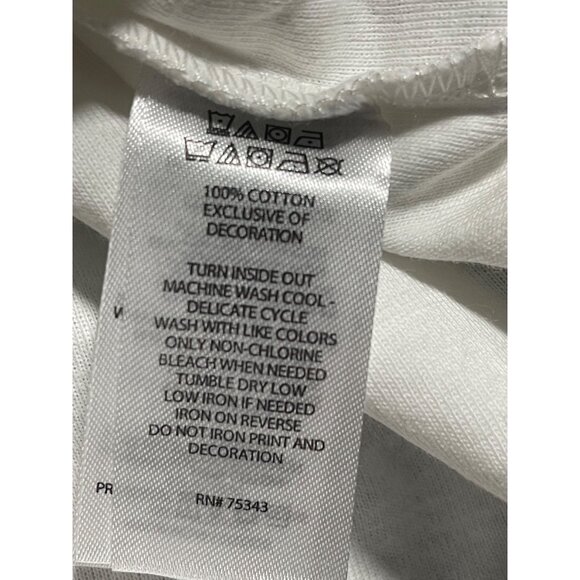 100% COTTON
EXCLUSIVE OF
DECORATION
TURN INSIDE OUT
MACHINE WASH COOL -
DELICATE CYCLE
WASH WITH LIKE COLORS
ONLY NON-CHLORINE
BLEACH WHEN NEEDED
TUMBLE DRY LOW
LOW IRON IF NEEDED
IRON ON REVERSE
DO NOT IRON PRINT AND
DECORATION
PR
RN# 75343